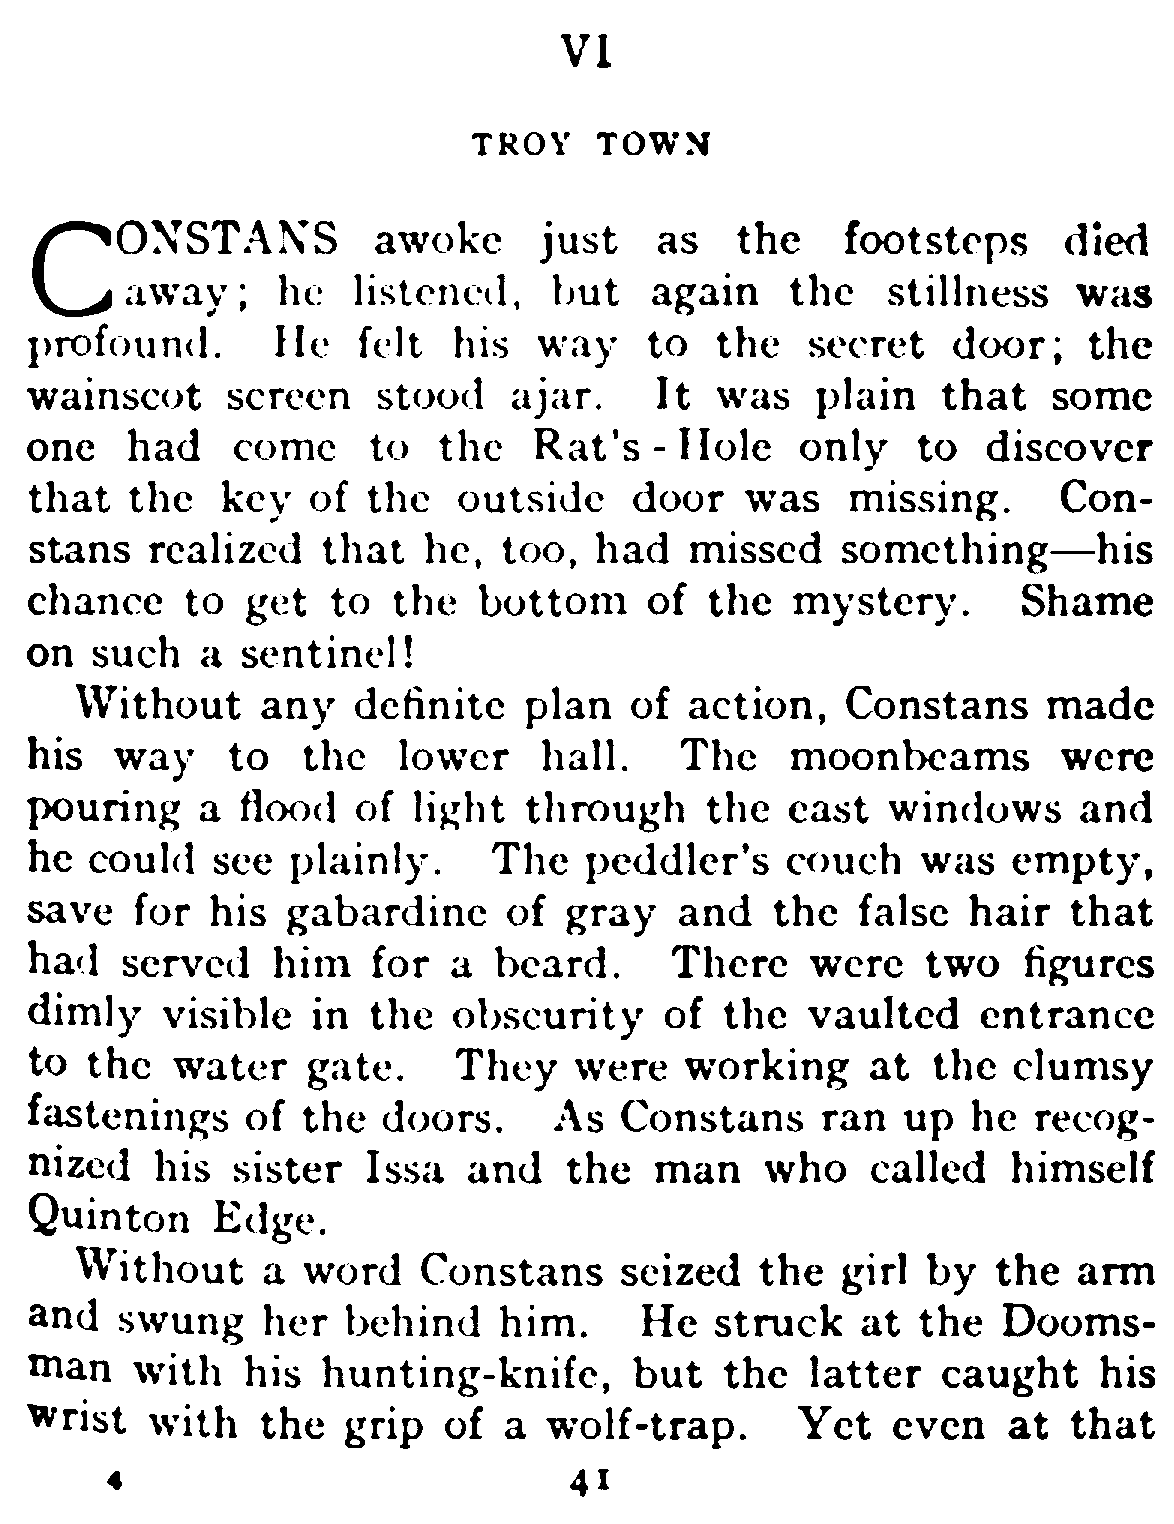 VI
TROY TOWN
CONSTANS awoke just as the footsteps died
away; he listened, but again the stillness was
profound. He felt his way to the secret door; the
wainscot screen stood ajar. It was plain that some
one had come to the Rat's-Hole only to discover
that the key of the outside door was missing. Con-
stans realized that he, too, had missed something—his
chance to get to the bottom of the mystery. Shame
on such a sentinel!
Without any definite plan of action, Constans made
his way to the lower hall. The moonbeams were
pouring a flood of light through the east windows and
he could see plainly. The peddler's couch was empty,
save for his gabardine of gray and the false hair that
had served him for a beard. There were two figures
dimly visible in the obscurity of the vaulted entrance
to the water gate. They were working at the clumsy
fastenings of the doors. As Constans ran up he recog-
nized his sister Issa and the man who called himself
Quinton Edge.
Without a word Constans seized the girl by the arm
and swung her behind him. He struck at the Dooms-
man with his hunting-knife, but the latter caught his
wrist with the grip of a wolf-trap. Yet even at that
4 41